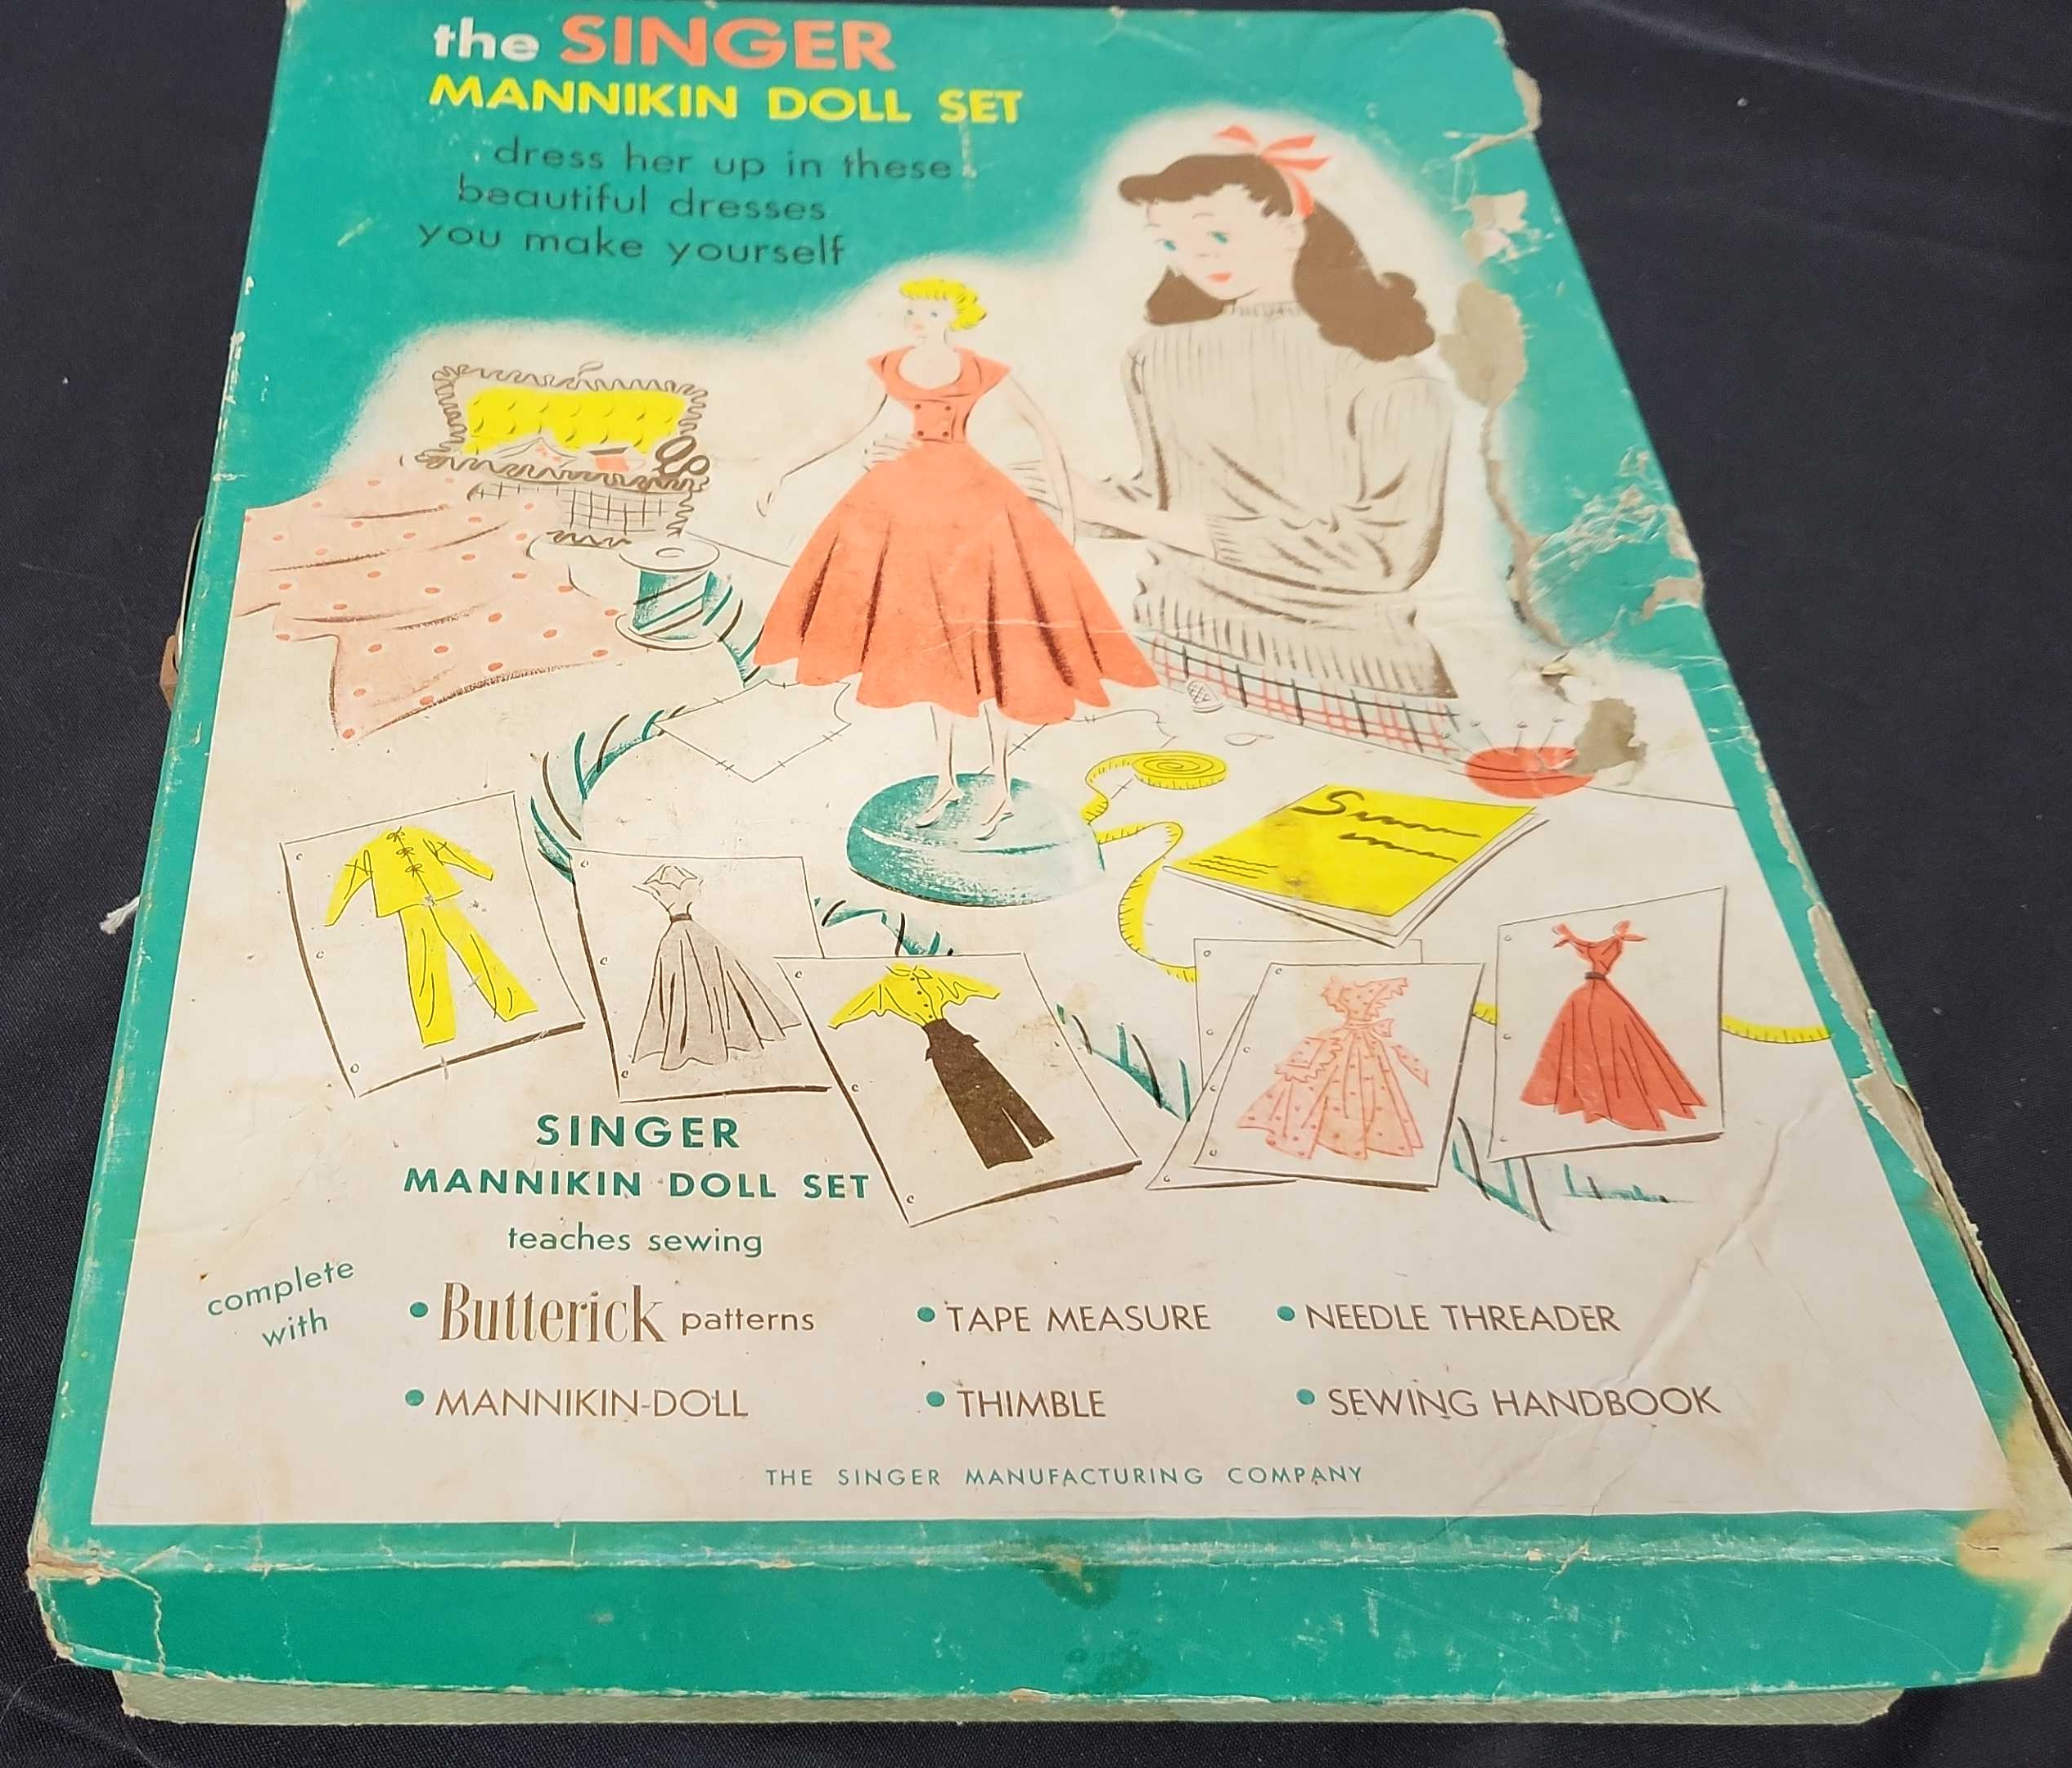 the SINGER
MANNIKIN DOLL SET
dress her up in these
beautiful dresses
you make yourself
SINGER
MANNIKIN DOLL SET
teaches sewing
complete
with
• Butterick patterns
• TAPE MEASURE
• NEEDLE THREADER
• MANNIKIN-DOLL
• THIMBLE
• SEWING HANDBOOK
THE SINGER MANUFACTURING COMPANY